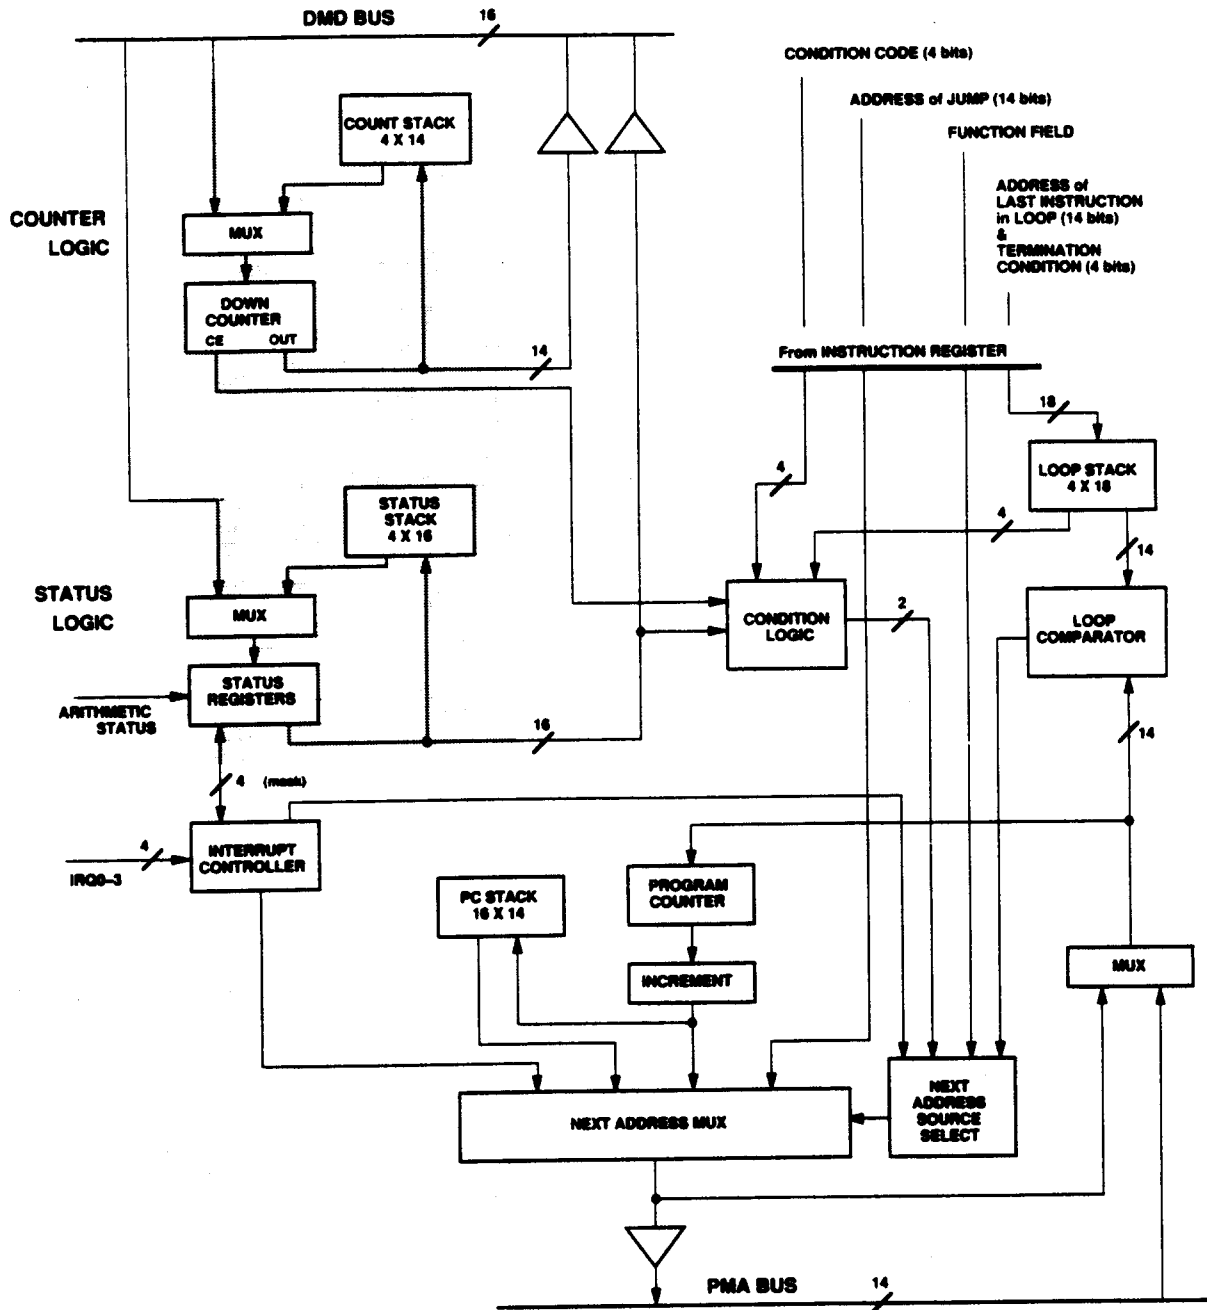 DMD BUS
16
CONDITION CODE (4 bits)
ADDRESS of JUMP (14 bits)
FUNCTION FIELD
ADDRESS of
LAST INSTRUCTION
in LOOP (14 bits)
&
TERMINATION
CONDITION (4 bits)
COUNT STACK
4 X 14
COUNTER
LOGIC
MUX
DOWN
COUNTER
CE OUT
14
From INSTRUCTION REGISTER
18
LOOP STACK
4 X 18
4
4
14
STATUS
STACK
4 X 16
STATUS
LOGIC
MUX
CONDITION
LOGIC
2
LOOP
COMPARATOR
STATUS
REGISTERS
ARITHMETIC
STATUS
16
14
4 (mask)
INTERRUPT
CONTROLLER
4
IRQ0-3
PC STACK
16 X 14
PROGRAM
COUNTER
INCREMENT
MUX
NEXT ADDRESS MUX
NEXT
ADDRESS
SOURCE
SELECT
PMA BUS
14